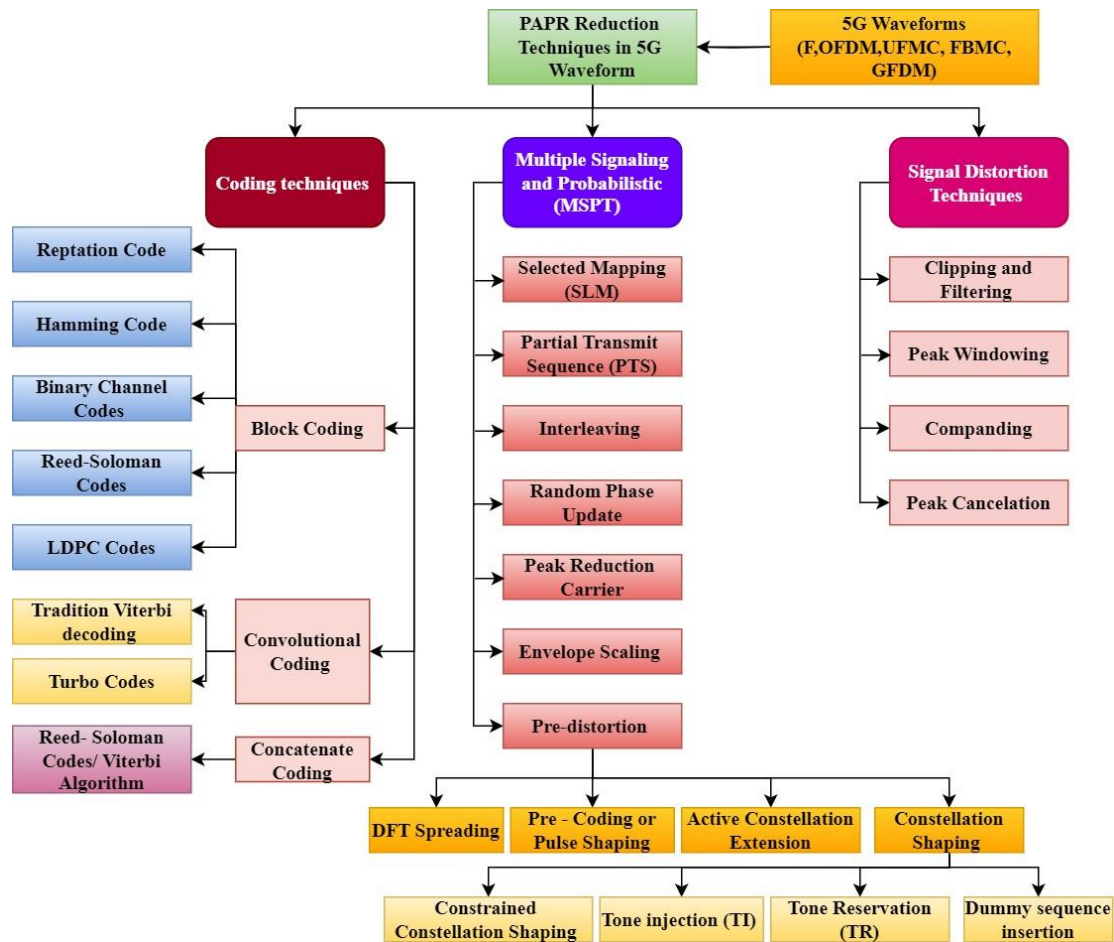 PAPR Reduction
Techniques in 5G
Waveform
5G Waveforms
(F,OFDM,UFMC, FBMC,
GFDM)
Coding techniques
Multiple Signaling
and Probabilistic
(MSPT)
Signal Distortion
Techniques
Reptation Code
Hamming Code
Binary Channel
Codes
Reed-Soloman
Codes
LDPC Codes
Block Coding
Tradition Viterbi
decoding
Turbo Codes
Convolutional
Coding
Reed- Soloman
Codes/ Viterbi
Algorithm
Concatenate
Coding
Selected Mapping
(SLM)
Partial Transmit
Sequence (PTS)
Interleaving
Random Phase
Update
Peak Reduction
Carrier
Envelope Scaling
Pre-distortion
Clipping and
Filtering
Peak Windowing
Companding
Peak Cancelation
DFT Spreading
Pre - Coding or
Pulse Shaping
Active Constellation
Extension
Constellation
Shaping
Constrained
Constellation Shaping
Tone injection (TI)
Tone Reservation
(TR)
Dummy sequence
insertion